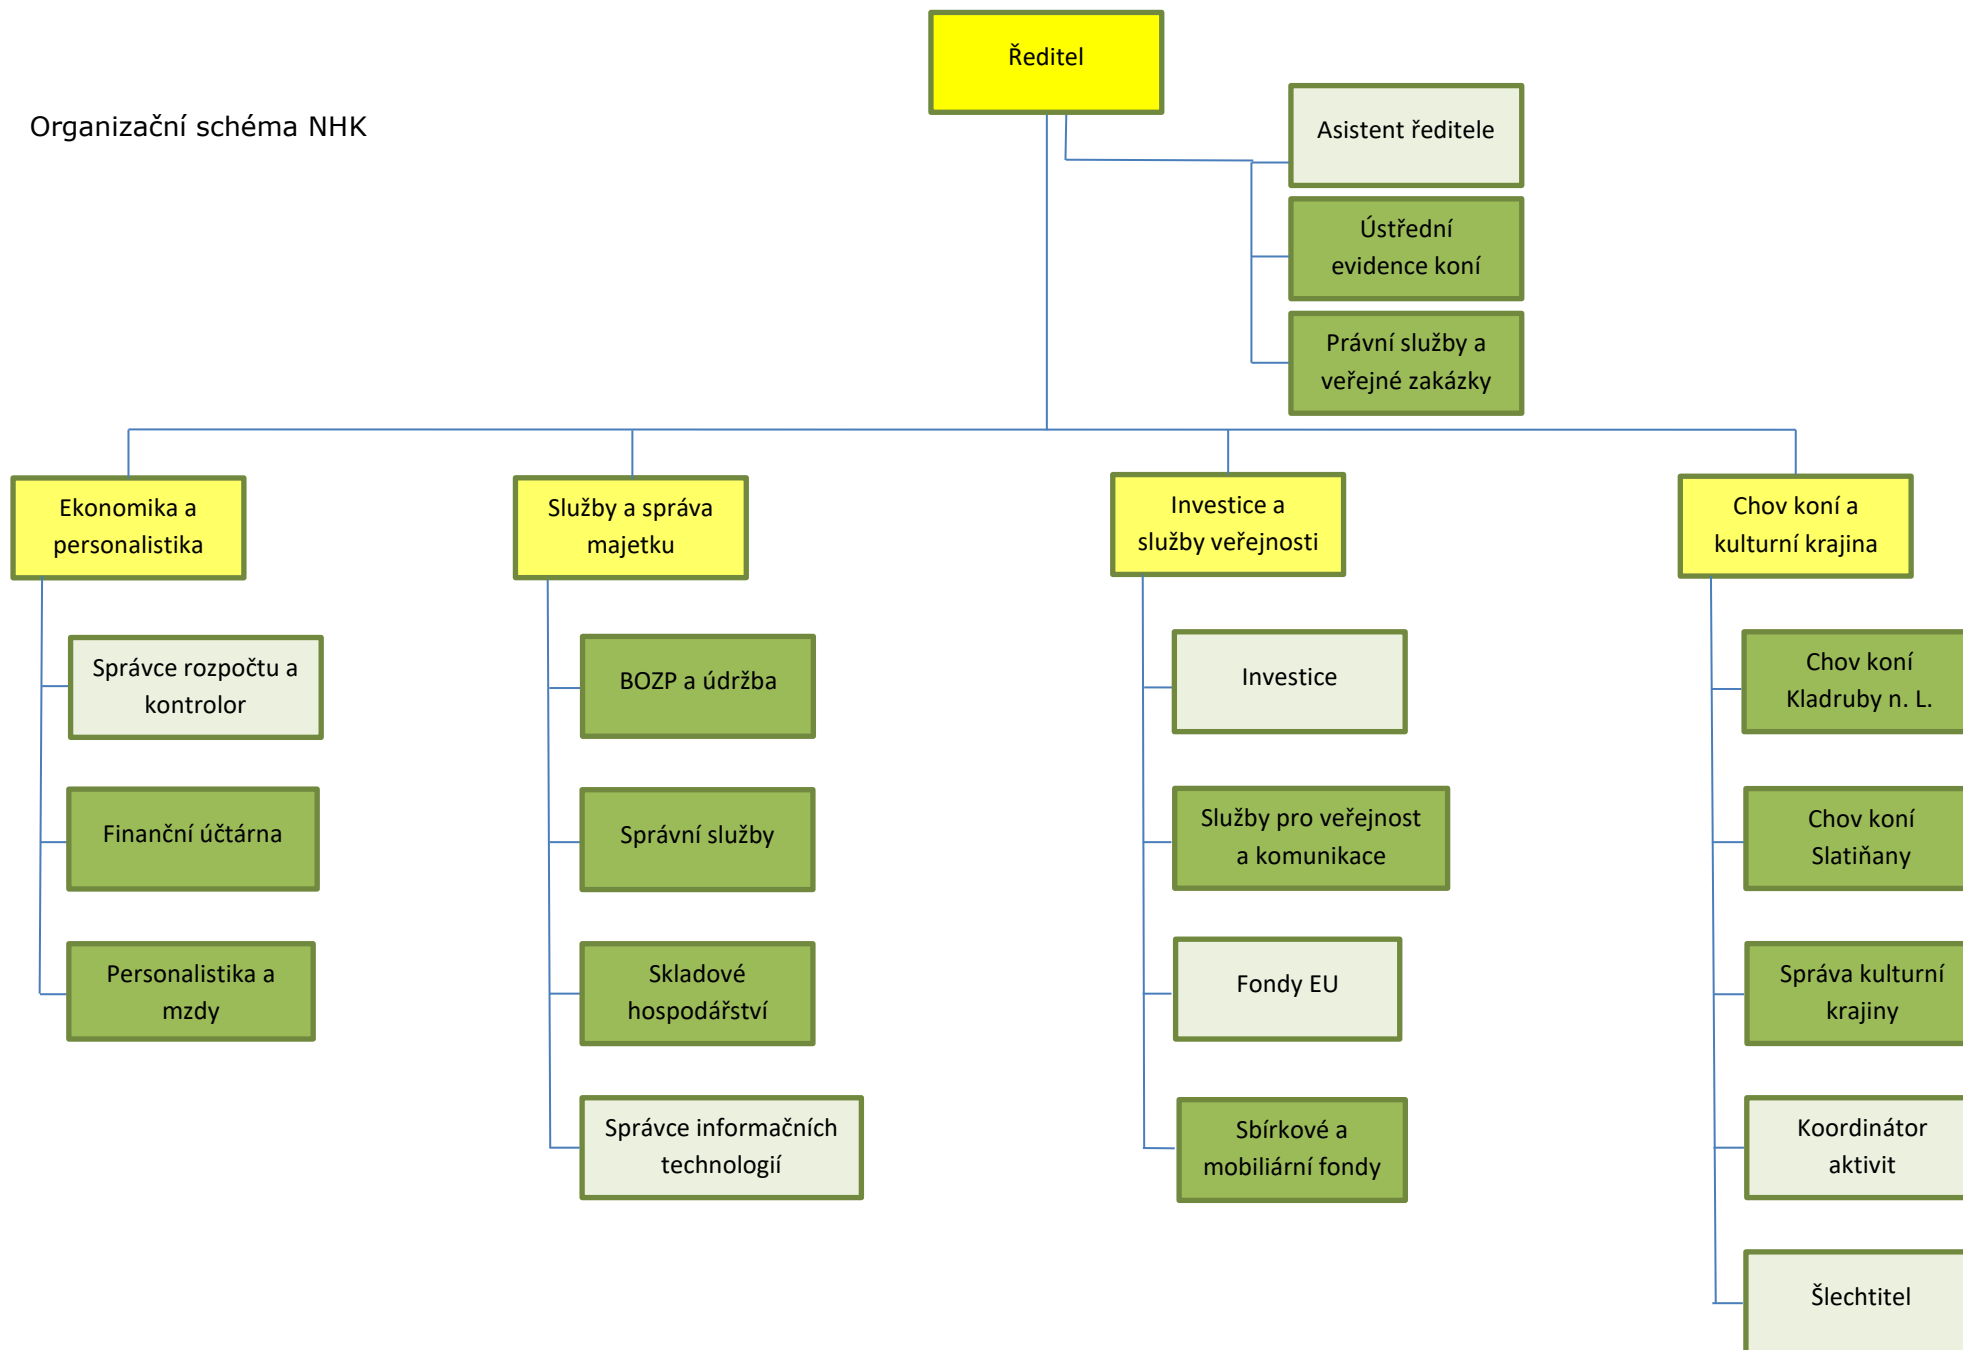 Ředitel
Organizační schéma NHK
Asistent ředitele
Ústřední
evidence koní
Právní služby a
veřejné zakázky
Ekonomika a
personalistika
Služby a správa
majetku
Investice a
služby veřejnosti
Chov koní a
kulturní krajina
Správce rozpočtu a
kontrolor
Finanční účtárna
Personalistika a
mzdy
BOZP a údržba
Správní služby
Skladové
hospodářství
Správce informačních
technologií
Investice
Služby pro veřejnost
a komunikace
Fondy EU
Sbírkové a
mobiliární fondy
Chov koní
Kladruby n. L.
Chov koní
Slatiňany
Správa kulturní
krajiny
Koordinátor
aktivit
Šlechtitel